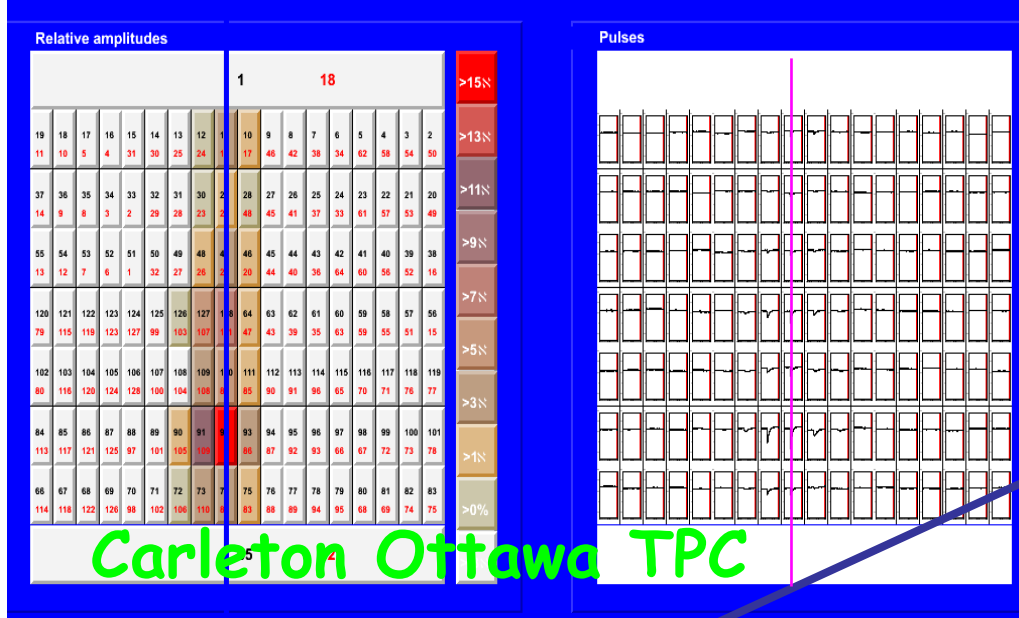 Relative amplitudes
Pulses
1 18
>15ℵ
19 18 17 16 15 14 13 12 10 9 8 7 6 5 4 3 2
11 10 5 4 31 30 25 24 17 46 42 38 34 62 58 54 50
>13ℵ
37 36 35 34 33 32 31 30 28 27 26 25 24 23 22 21 20
14 9 8 3 2 29 28 23 48 45 41 37 33 61 57 53 49
>11ℵ
55 54 53 52 51 50 49 48 46 45 44 43 42 41 40 39 38
13 12 7 6 1 32 27 26 20 44 40 36 64 60 56 52 16
>9ℵ
120 121 122 123 124 125 126 127 64 63 62 61 60 59 58 57 56
79 115 119 123 127 99 103 107 47 43 39 35 63 59 55 51 15
>7ℵ
>5ℵ
102 103 104 105 106 107 108 109 111 112 113 114 115 116 117 118 119
80 116 120 124 128 100 104 108 85 90 91 96 65 70 71 76 77
>3ℵ
84 85 86 87 88 89 90 91 93 94 95 96 97 98 99 100 101
113 117 121 125 97 101 105 109 86 87 92 93 66 67 72 73 78
>1ℵ
66 67 68 69 70 71 72 73 75 76 77 78 79 80 81 82 83
114 118 122 126 98 102 106 110 83 88 89 94 95 68 69 74 75
>0%
Carleton Ottawa TPC